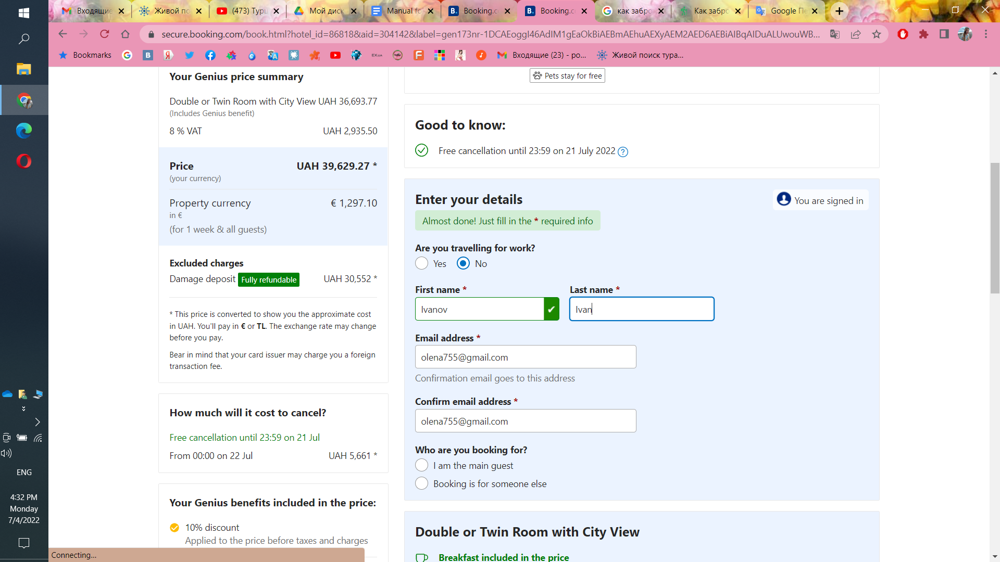 Входящие
Живой по
(473) Турц
Мой диск
Manual fo
Booking.c
Booking.c
как забро
Как забро
Google Пе
secure.booking.com/book.html?hotel_id=86818&aid=304142&label=gen173nr-1DCAEoggI46AdIM1gEaOkBiAEBmAEhuAEXyAEM2AED6AEBiAIBqAIDuALUwouWB...
Bookmarks
EX.UA
Входящие (23) - po...
Живой поиск тура...
Your Genius price summary
Double or Twin Room with City View UAH 36,693.77
(Includes Genius benefit)
8 % VAT UAH 2,935.50
Price UAH 39,629.27 *
(your currency)
Property currency € 1,297.10
in €
(for 1 week & all guests)
Excluded charges
Damage deposit Fully refundable UAH 30,552 *
* This price is converted to show you the approximate cost
in UAH. You'll pay in € or TL. The exchange rate may change
before you pay.
Bear in mind that your card issuer may charge you a foreign
transaction fee.
How much will it cost to cancel?
Free cancellation until 23:59 on 21 Jul
From 00:00 on 22 Jul UAH 5,661 *
Your Genius benefits included in the price:
10% discount
Applied to the price before taxes and charges
Pets stay for free
Good to know:
Free cancellation until 23:59 on 21 July 2022
Enter your details
You are signed in
Almost done! Just fill in the * required info
Are you travelling for work?
Yes No
First name * Last name *
Ivanov Ivan
Email address *
olena755@gmail.com
Confirmation email goes to this address
Confirm email address *
olena755@gmail.com
Who are you booking for?
I am the main guest
Booking is for someone else
Double or Twin Room with City View
Breakfast included in the price
ENG
4:32 PM
Monday
7/4/2022
Connecting...